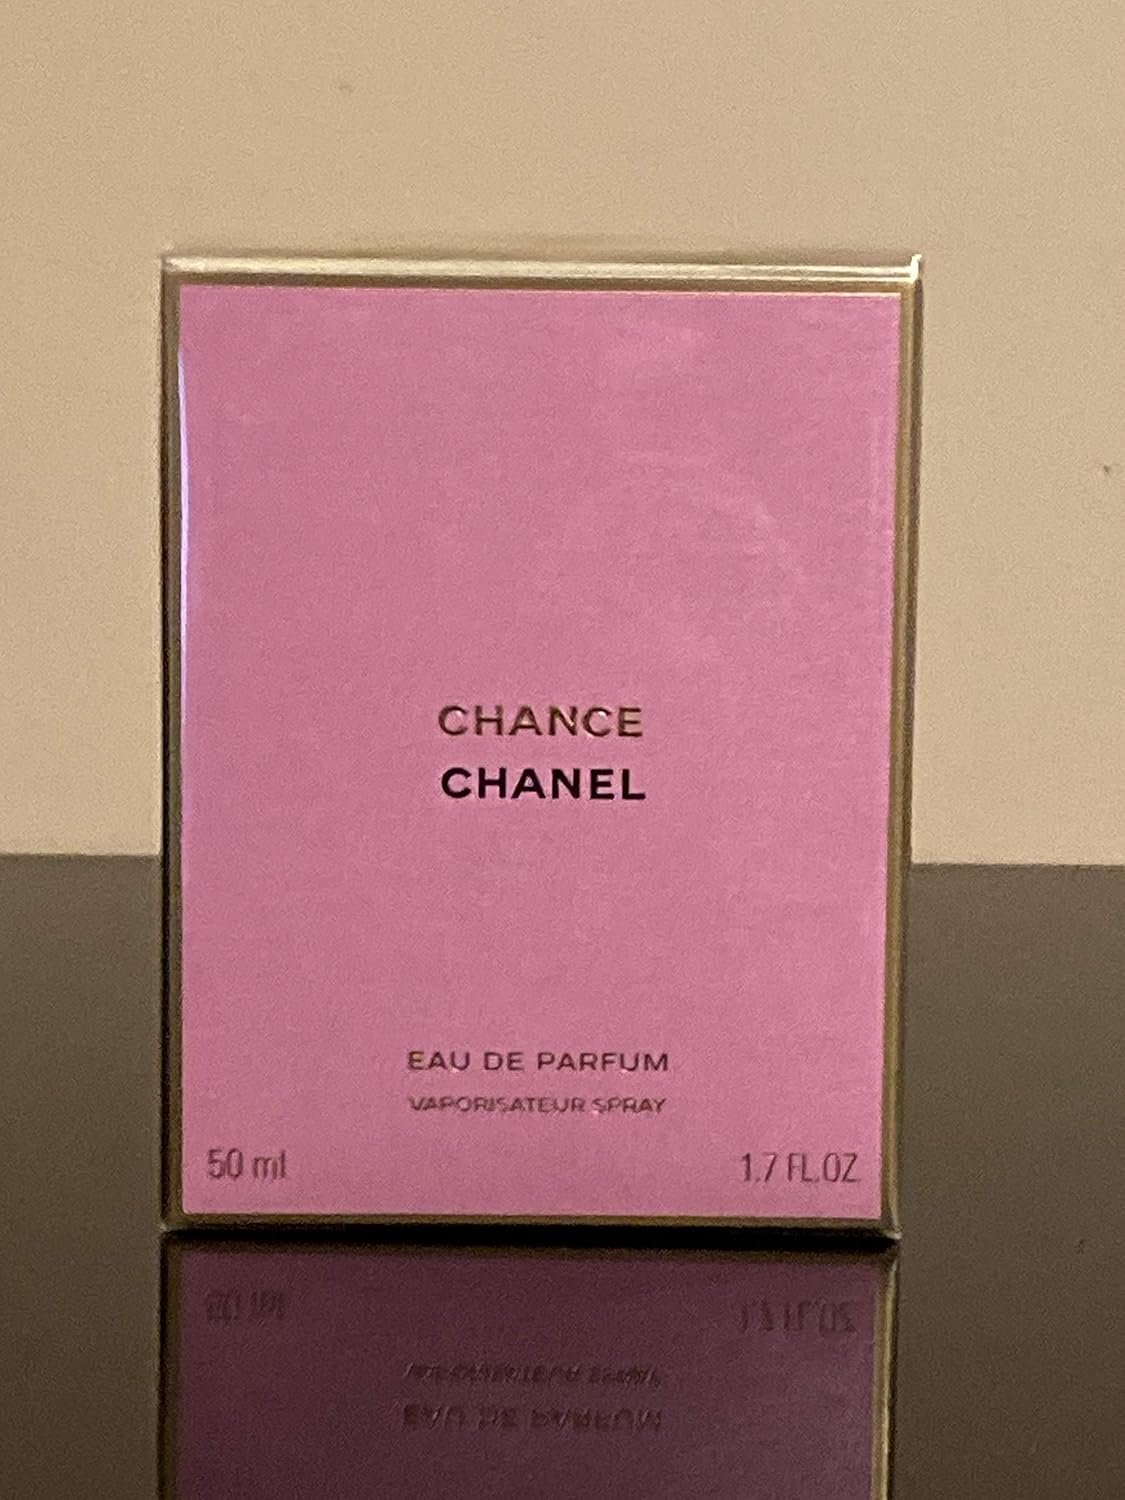 CHANCE
CHANEL
EAU DE PARFUM
VAPORISATEUR SPRAY
50 ml 1.7 FL.OZ